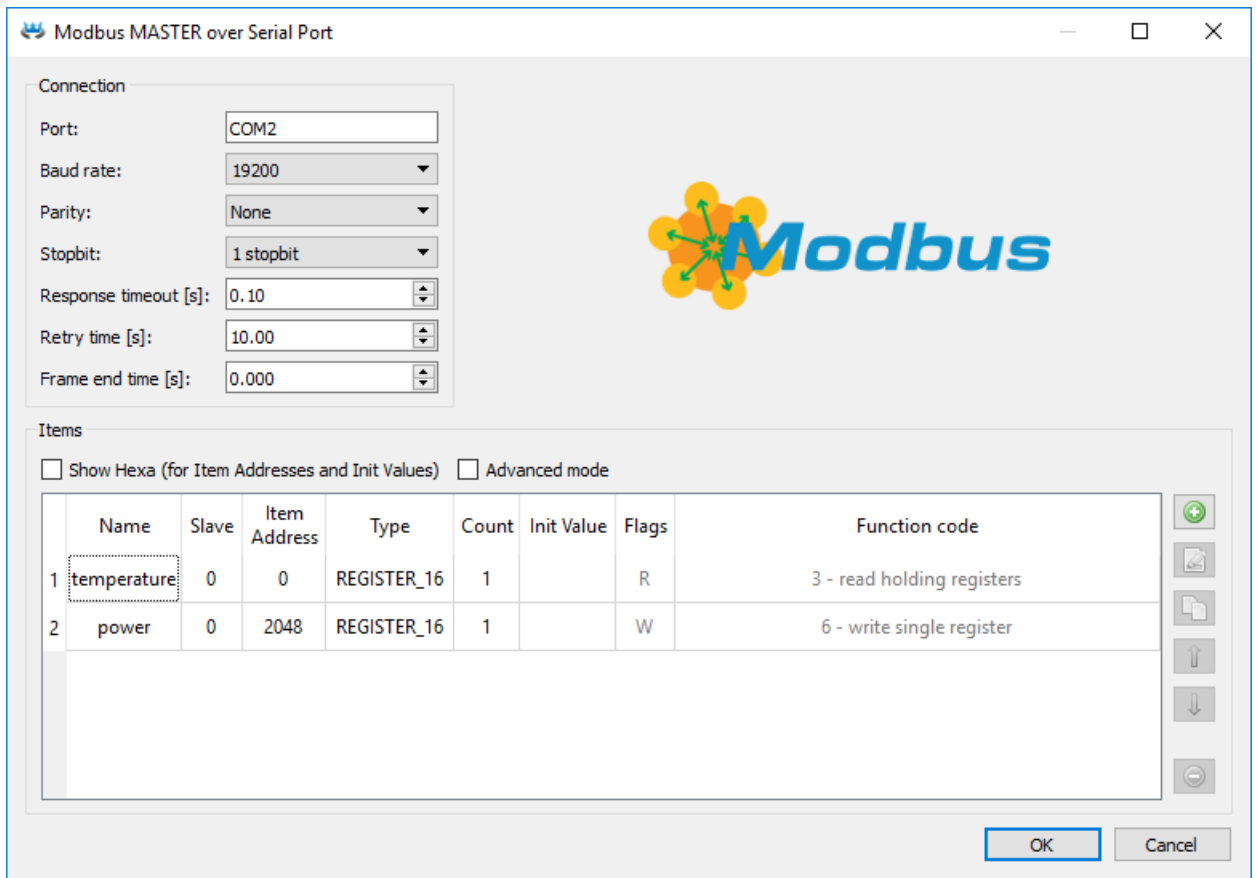 Modbus MASTER over Serial Port
Connection
Port: COM2
Baud rate: 19200
Parity: None
Stopbit: 1 stopbit
Response timeout [s]: 0.10
Retry time [s]: 10.00
Frame end time [s]: 0.000
Modbus
Items
Show Hexa (for Item Addresses and Init Values) Advanced mode
Name Slave Item Address Type Count Init Value Flags Function code
1 temperature 0 0 REGISTER_16 1 R 3 - read holding registers
2 power 0 2048 REGISTER_16 1 W 6 - write single register
OK Cancel